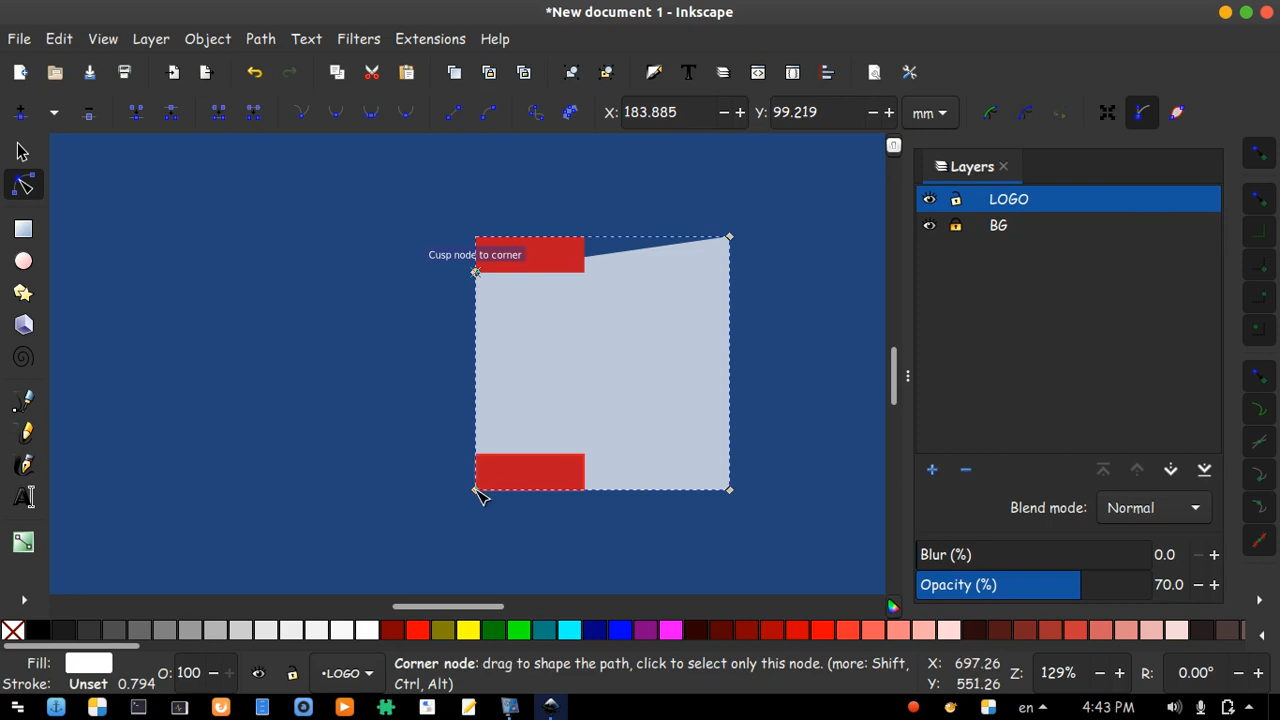 *New document 1 - Inkscape
File Edit View Layer Object Path Text Filters Extensions Help
X: 183.885 Y: 99.219 mm
Layers
LOGO
BG
Cusp node to corner
Blend mode: Normal
Blur (%) 0.0
Opacity (%) 70.0
Fill: O: 100 •LOGO Corner node: drag to shape the path, click to select only this node. (more: Shift, X: 697.26 Z: 129% R: 0.00°
Stroke: Unset 0.794 Ctrl, Alt) Y: 551.26
en 4:43 PM